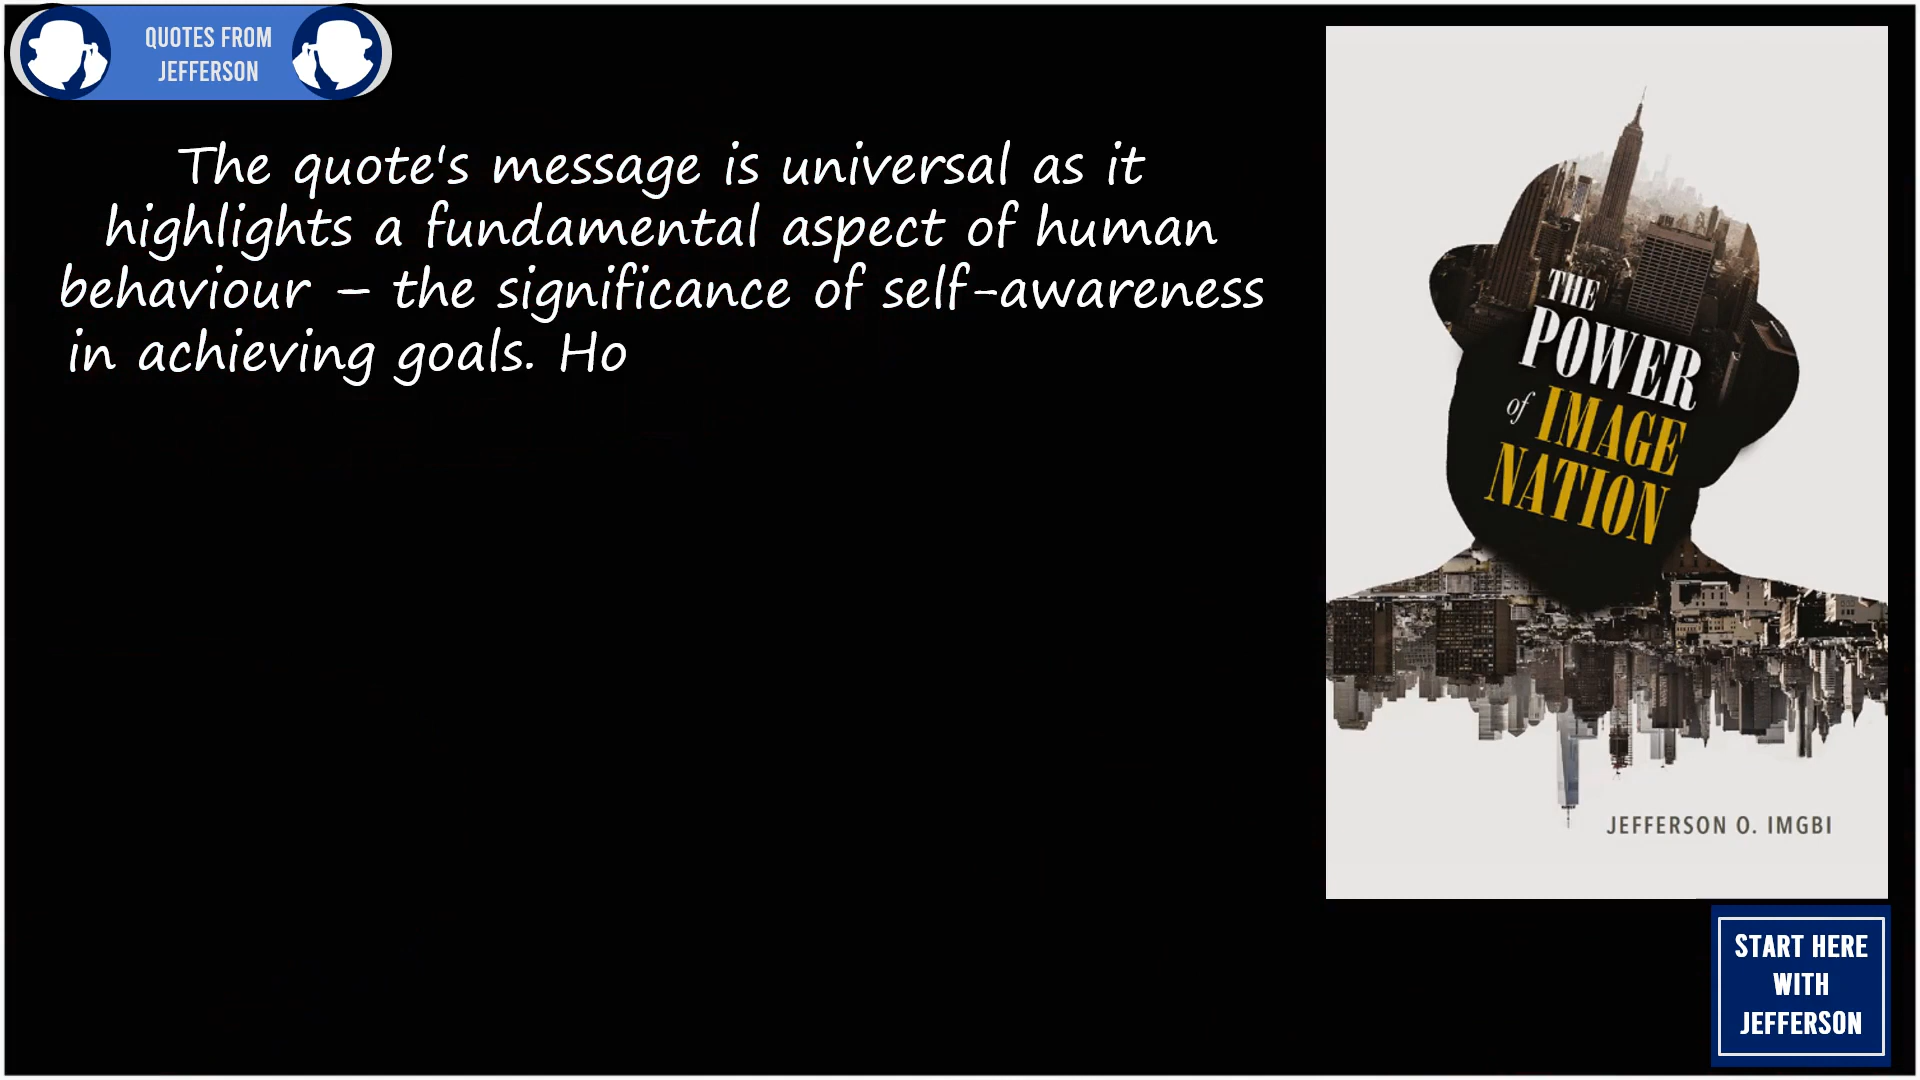 QUOTES FROM
JEFFERSON
The quote's message is universal as it
highlights a fundamental aspect of human
behaviour – the significance of self-awareness
in achieving goals. Ho
THE
POWER
of IMAGE
NATION
JEFFERSON O. IMGBI
START HERE
WITH
JEFFERSON